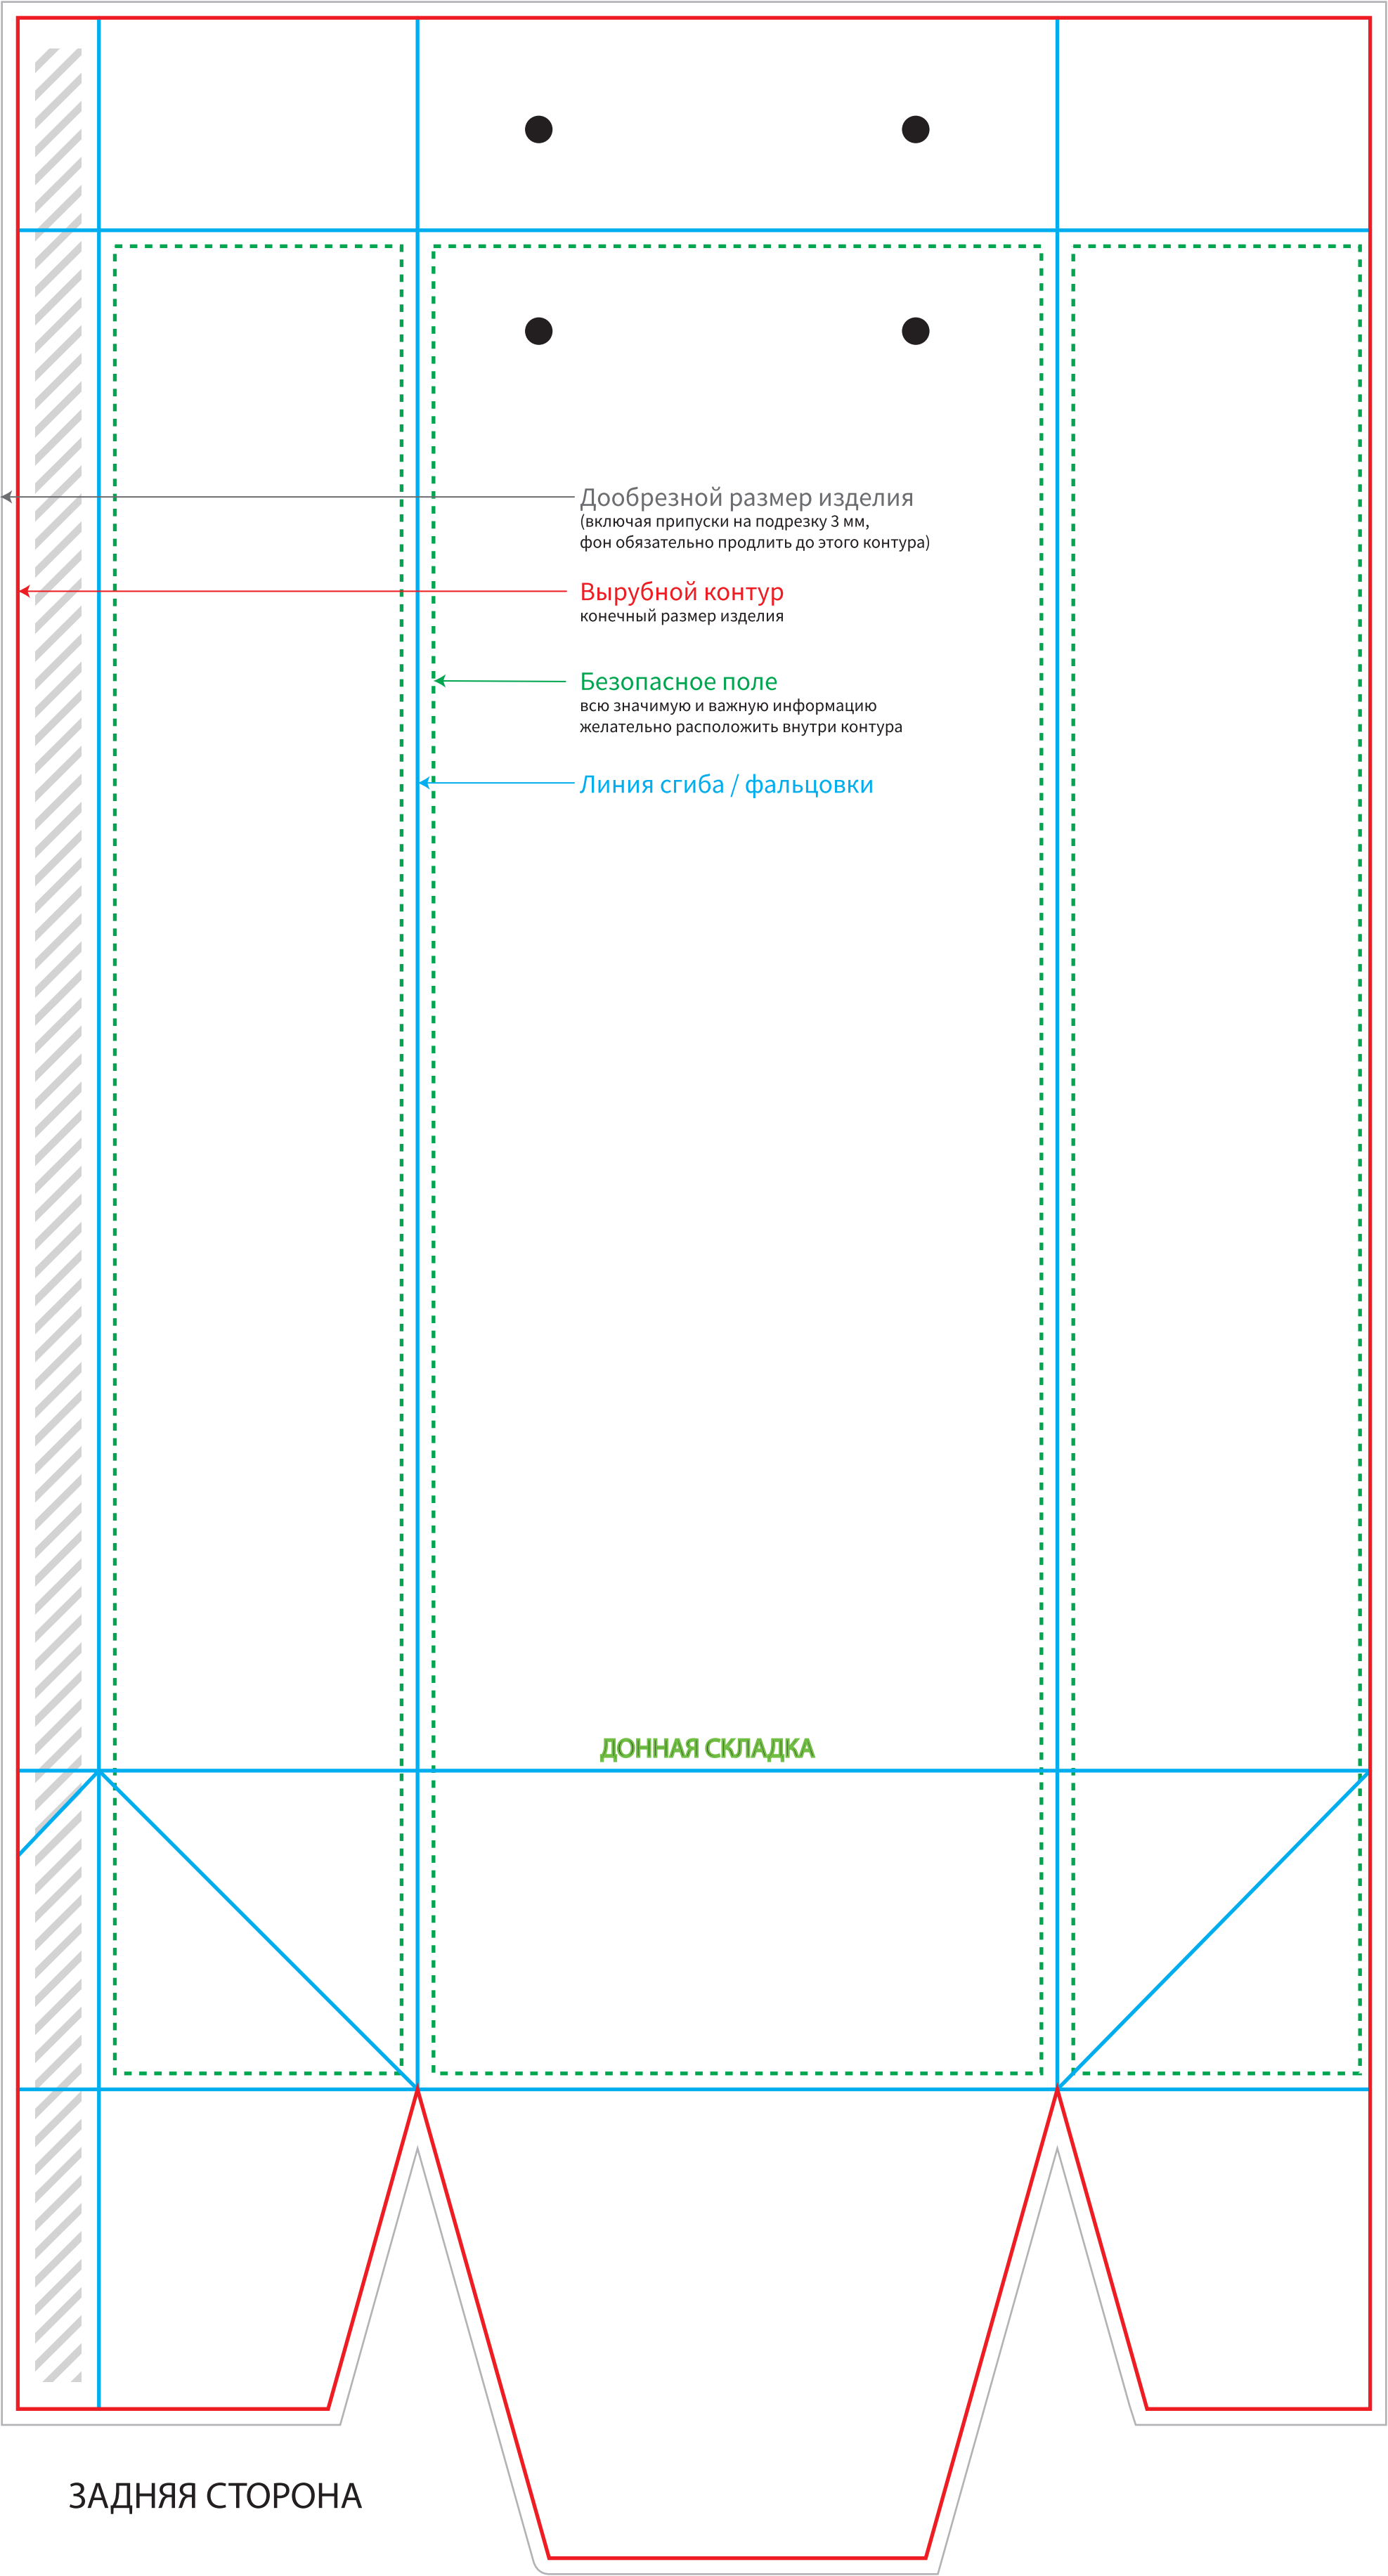 Дообрезной размер изделия
(включая припуски на подрезку 3 мм,
фон обязательно продлить до этого контура)
Вырубной контур
конечный размер изделия
Безопасное поле
всю значимую и важную информацию
желательно расположить внутри контура
Линия сгиба / фальцовки
ДОННАЯ СКЛАДКА
ЗАДНЯЯ СТОРОНА